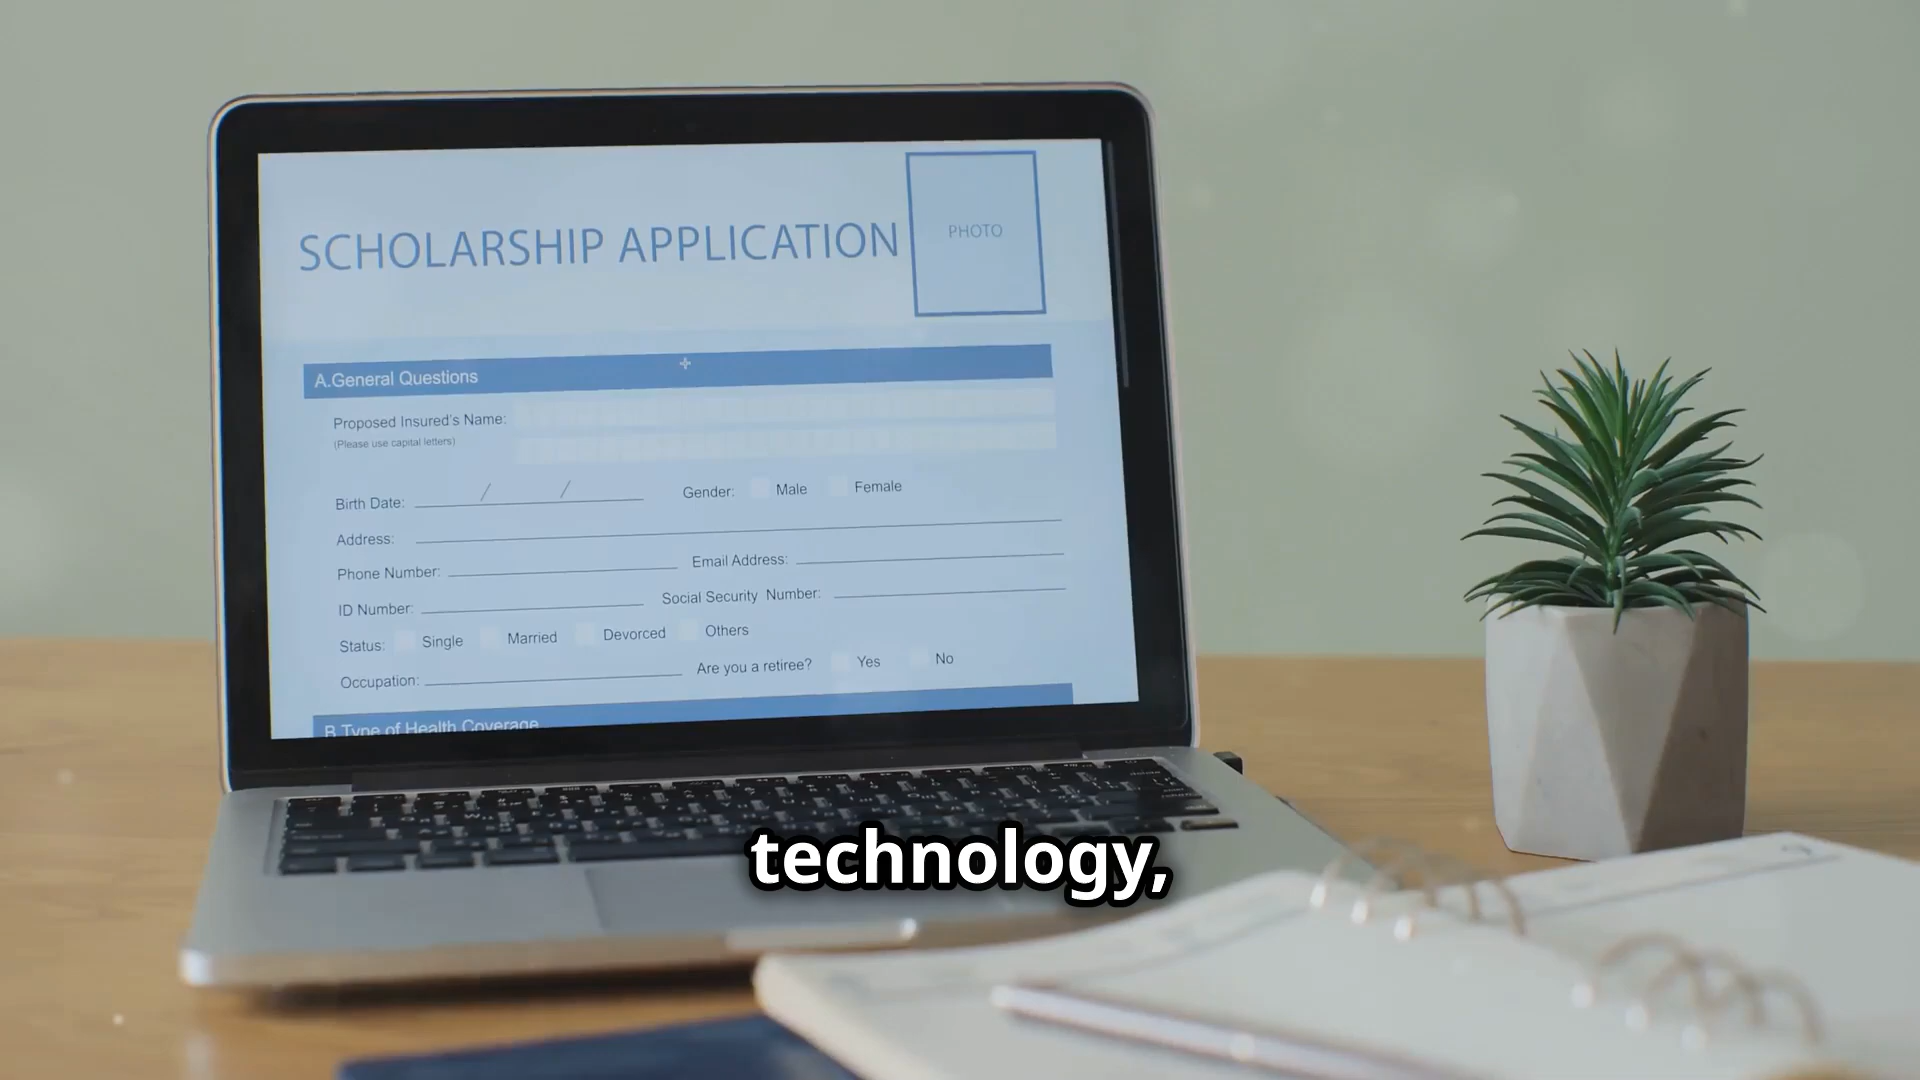 SCHOLARSHIP APPLICATION
PHOTO
A.General Questions
Proposed Insured's Name:
(Please use capital letters)
Birth Date: / / Gender: Male Female
Address:
Phone Number: Email Address:
ID Number: Social Security Number:
Status: Single Married Devorced Others
Occupation: Are you a retiree? Yes No
B.Type of Health Coverage
technology,